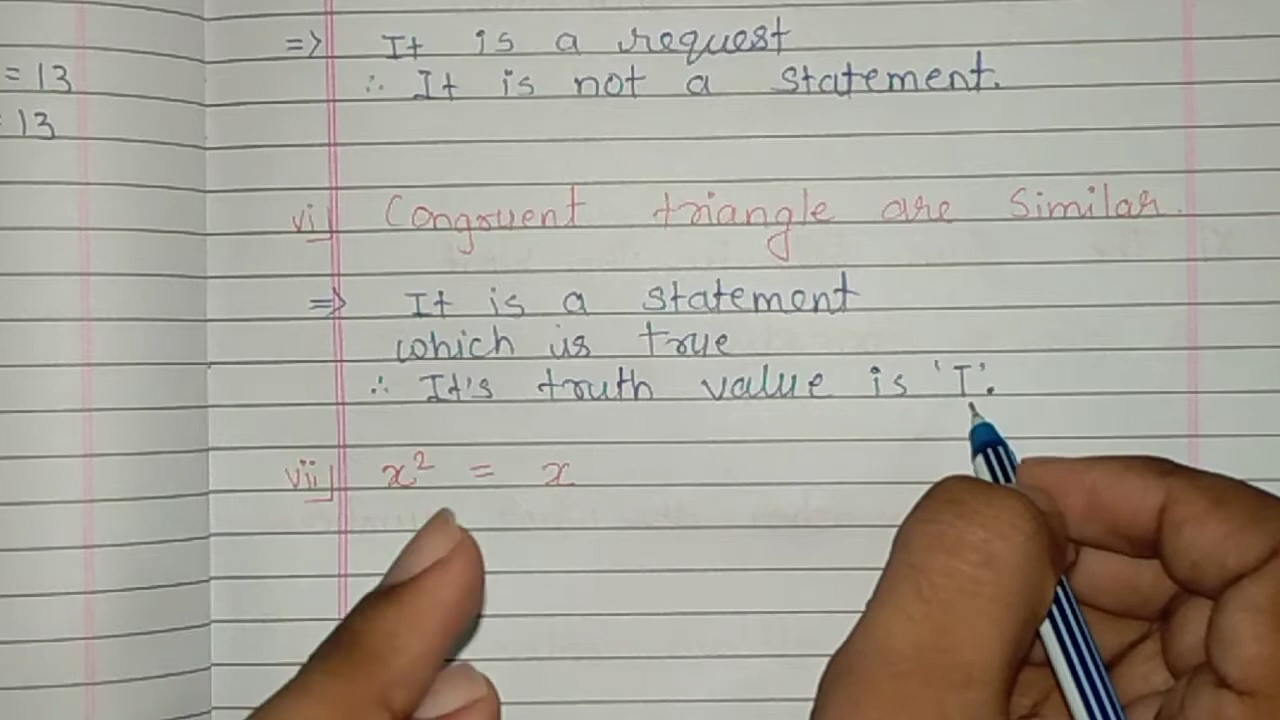 = 13
13
=> It is a request
∴ It is not a statement.
vi] Congruent triangle are similar.
=> It is a statement
which is true
∴ It's truth value is 'T'.
vii] x² = x